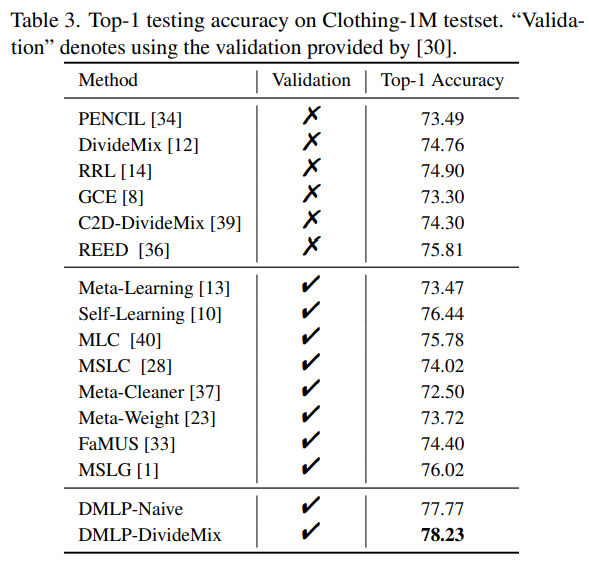 Table 3. Top-1 testing accuracy on Clothing-1M testset. “Valida-
tion” denotes using the validation provided by [30].
Method Validation Top-1 Accuracy
PENCIL [34] ✗ 73.49
DivideMix [12] ✗ 74.76
RRL [14] ✗ 74.90
GCE [8] ✗ 73.30
C2D-DivideMix [39] ✗ 74.30
REED [36] ✗ 75.81
Meta-Learning [13] ✓ 73.47
Self-Learning [10] ✓ 76.44
MLC [40] ✓ 75.78
MSLC [28] ✓ 74.02
Meta-Cleaner [37] ✓ 72.50
Meta-Weight [23] ✓ 73.72
FaMUS [33] ✓ 74.40
MSLG [1] ✓ 76.02
DMLP-Naive ✓ 77.77
DMLP-DivideMix ✓ 78.23